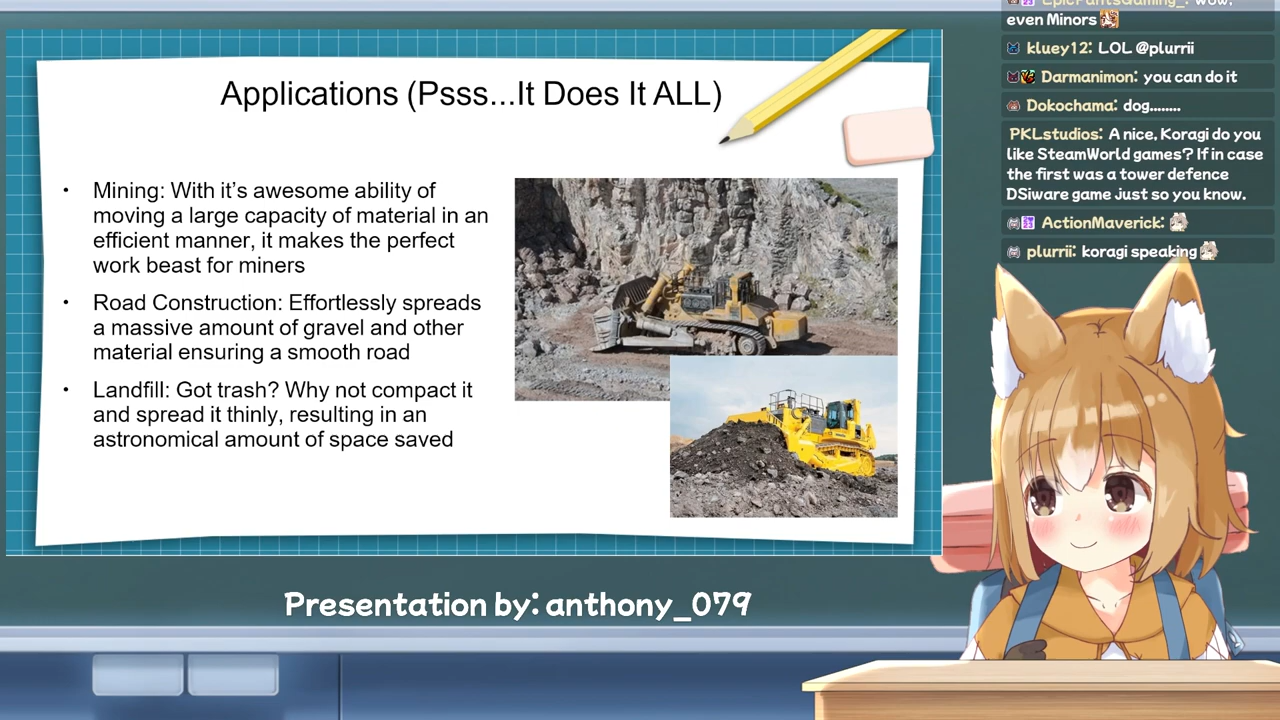 Applications (Psss...It Does It ALL)
• Mining: With it's awesome ability of
moving a large capacity of material in an
efficient manner, it makes the perfect
work beast for miners
• Road Construction: Effortlessly spreads
a massive amount of gravel and other
material ensuring a smooth road
• Landfill: Got trash? Why not compact it
and spread it thinly, resulting in an
astronomical amount of space saved
Presentation by: anthony_079
EpicPantsGaming_: wow,
even Minors
kluey12: LOL @plurrii
Darmanimon: you can do it
Dokochama: dog........
PKLstudios: A nice, Koragi do you
like SteamWorld games? If in case
the first was a tower defence
DSiware game Just so you know.
ActionMaverick:
plurrii: koragi speaking